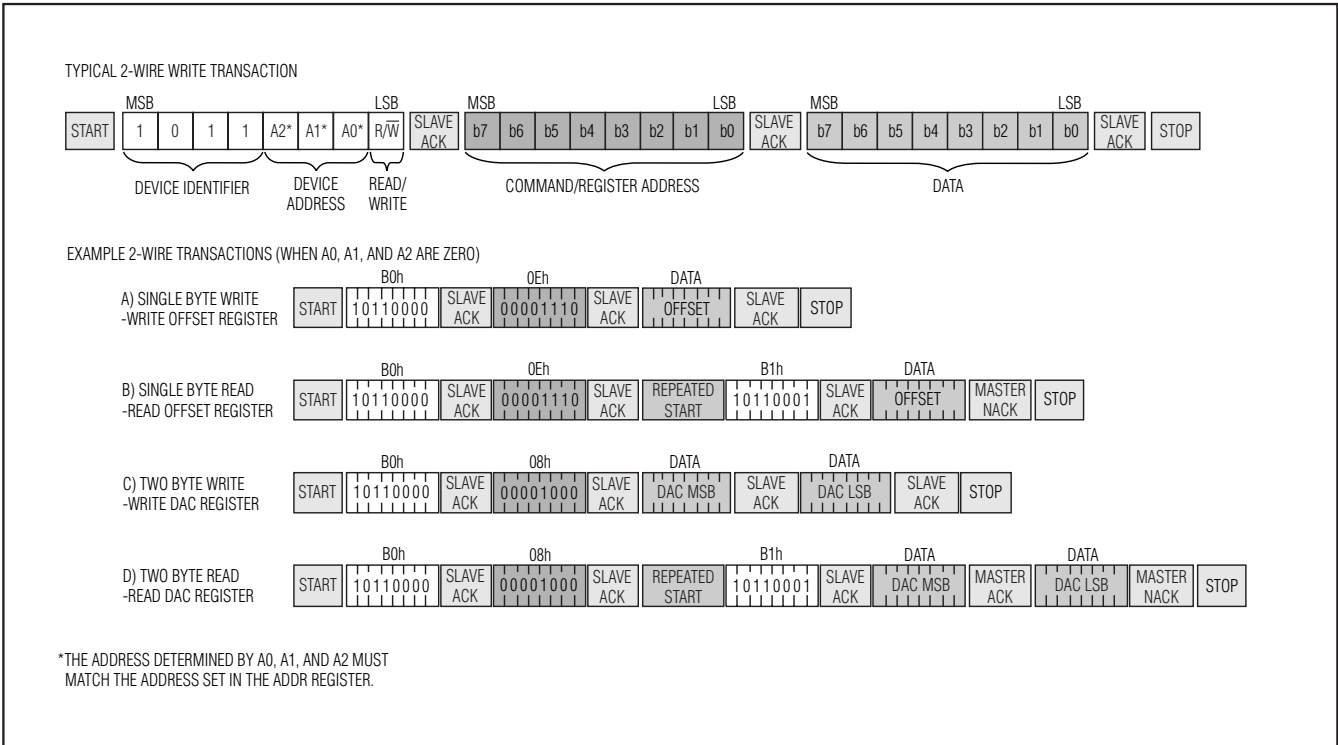 TYPICAL 2-WIRE WRITE TRANSACTION
MSB LSB MSB LSB MSB LSB
START 1 0 1 1 A2* A1* A0* R/W̅ SLAVE ACK b7 b6 b5 b4 b3 b2 b1 b0 SLAVE ACK b7 b6 b5 b4 b3 b2 b1 b0 SLAVE ACK STOP
DEVICE IDENTIFIER DEVICE ADDRESS READ/WRITE COMMAND/REGISTER ADDRESS DATA
EXAMPLE 2-WIRE TRANSACTIONS (WHEN A0, A1, AND A2 ARE ZERO)
B0h 0Eh DATA
A) SINGLE BYTE WRITE
-WRITE OFFSET REGISTER
START 10110000 SLAVE ACK 00001110 SLAVE ACK OFFSET SLAVE ACK STOP
B0h 0Eh B1h DATA
B) SINGLE BYTE READ
-READ OFFSET REGISTER
START 10110000 SLAVE ACK 00001110 SLAVE ACK REPEATED START 10110001 SLAVE ACK OFFSET MASTER NACK STOP
B0h 08h DATA DATA
C) TWO BYTE WRITE
-WRITE DAC REGISTER
START 10110000 SLAVE ACK 00001000 SLAVE ACK DAC MSB SLAVE ACK DAC LSB SLAVE ACK STOP
B0h 08h B1h DATA DATA
D) TWO BYTE READ
-READ DAC REGISTER
START 10110000 SLAVE ACK 00001000 SLAVE ACK REPEATED START 10110001 SLAVE ACK DAC MSB MASTER ACK DAC LSB MASTER NACK STOP
*THE ADDRESS DETERMINED BY A0, A1, AND A2 MUST
MATCH THE ADDRESS SET IN THE ADDR REGISTER.